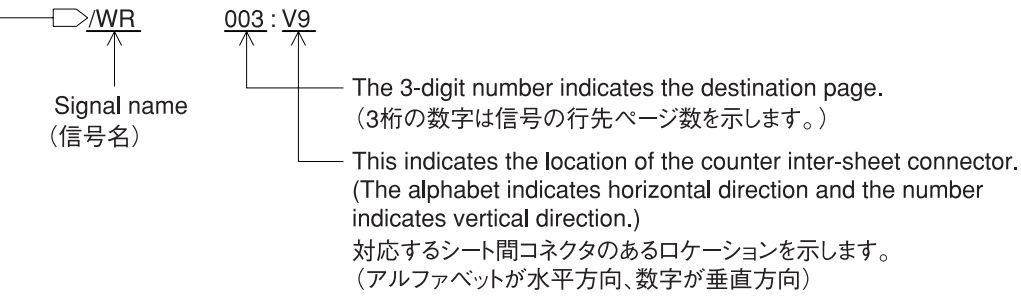 /WR 003 : V9
Signal name
（信号名）
The 3-digit number indicates the destination page.
（3桁の数字は信号の行先ページ数を示します。）
This indicates the location of the counter inter-sheet connector.
(The alphabet indicates horizontal direction and the number
indicates vertical direction.)
対応するシート間コネクタのあるロケーションを示します。
（アルファベットが水平方向、数字が垂直方向）